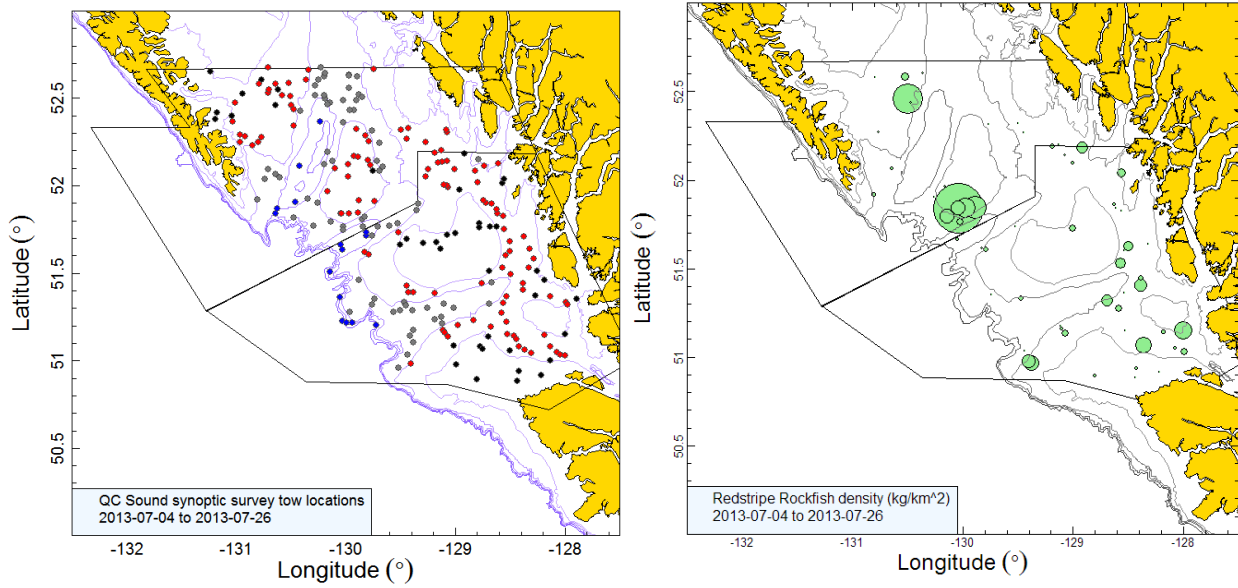 52.5
52
51.5
51
50.5
Latitude (°)
QC Sound synoptic survey tow locations
2013-07-04 to 2013-07-26
-132
-131
-130
-129
-128
Longitude (°)
52.5
52
51.5
51
50.5
Latitude (°)
Redstripe Rockfish density (kg/km^2)
2013-07-04 to 2013-07-26
-132
-131
-130
-129
-128
Longitude (°)